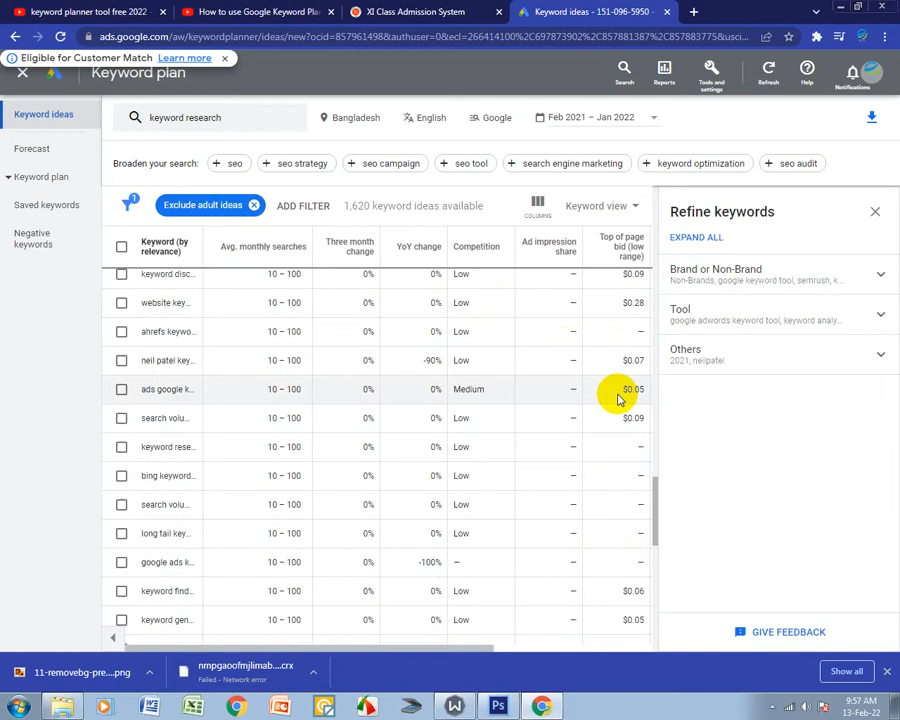 keyword planner tool free 2022
How to use Google Keyword Plan
XI Class Admission System
Keyword ideas - 151-096-5950 -
ads.google.com/aw/keywordplanner/ideas/new?ocid=857961498&authuser=0&ecl=266414100%2C697873902%2C857881387%2C857883775&uscid=857961498&__c=
Eligible for Customer Match Learn more
Keyword plan
Search
Reports
Tools and settings
Refresh
Help
Notifications
Keyword ideas
Forecast
Keyword plan
Saved keywords
Negative keywords
keyword research
Bangladesh
English
Google
Feb 2021 – Jan 2022
Broaden your search: + seo + seo strategy + seo campaign + seo tool + search engine marketing + keyword optimization + seo audit
1
Exclude adult ideas ADD FILTER 1,620 keyword ideas available COLUMNS Keyword view
Keyword (by relevance) Avg. monthly searches Three month change YoY change Competition Ad impression share Top of page bid (low range)
keyword disc... 10 – 100 0% 0% Low – $0.09
website key... 10 – 100 0% 0% Low – $0.28
ahrefs keywo... 10 – 100 0% 0% Low – –
neil patel key... 10 – 100 0% -90% Low – $0.07
ads google k... 10 – 100 0% 0% Medium – $0.05
search volu... 10 – 100 0% 0% Low – $0.09
keyword rese... 10 – 100 0% 0% Low – –
bing keyword... 10 – 100 0% 0% Low – –
search volu... 10 – 100 0% 0% Low – –
long tail key... 10 – 100 0% 0% Low – –
google ads k... 10 – 100 0% -100% – – –
keyword find... 10 – 100 0% 0% Low – $0.06
keyword gen... 10 – 100 0% 0% Low – $0.05
Refine keywords
EXPAND ALL
Brand or Non-Brand
Non-Brands, google keyword tool, semrush, k...
Tool
google adwords keyword tool, keyword analy...
Others
2021, neilpatel
GIVE FEEDBACK
11-removebg-pre....png
nmpgaoofmjlimab....crx
Failed - Network error
Show all
9:57 AM
13-Feb-22